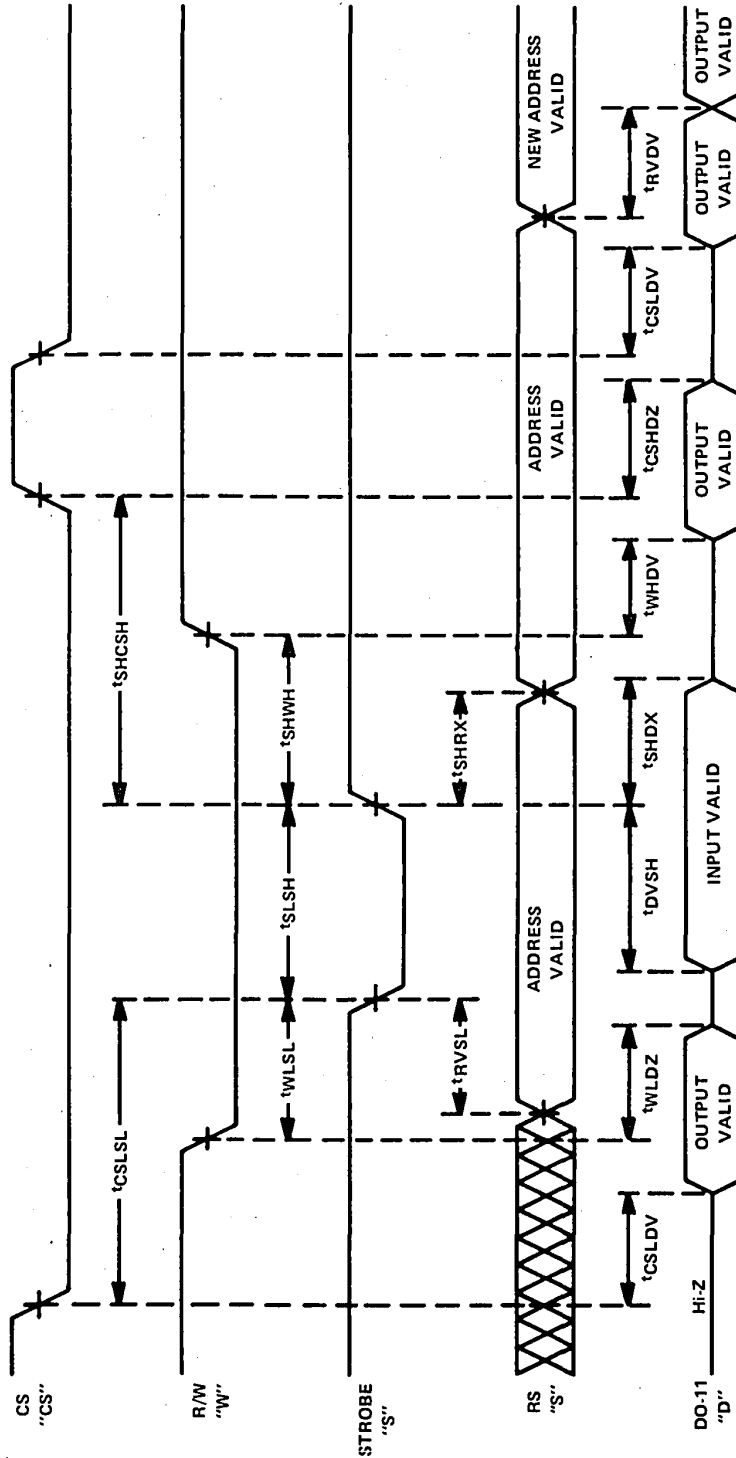 CS
"CS"
tCSLSL
tSHCSH
R/W
"W"
tWLSL
tSLSH
tSHWH
STROBE
"S"
tRVSL
tSHRX
RS
"S"
ADDRESS
VALID
ADDRESS
VALID
NEW ADDRESS
VALID
tCSLDV
tWLDZ
tDVSH
tSHDX
tWHDV
tCSHDZ
tCSLDV
tRVDV
DO-11
"D"
Hi-Z
OUTPUT
VALID
INPUT VALID
OUTPUT
VALID
OUTPUT
VALID
OUTPUT
VALID